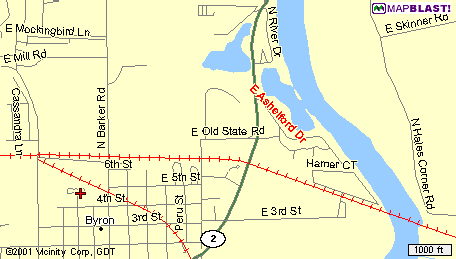 MAPBLAST!
E Skinner Rd
E Mockingbird Ln
N River Dr
E Mill Rd
Cassandra Ln
N Barker Rd
E Ashelford Dr
N Hales Corner Rd
E Old State Rd
6th St
Hamer CT
E 5th St
4th St
Peru St
Byron
3rd St
E 3rd St
2
©2001 Vicinity Corp, GDT
1000 ft